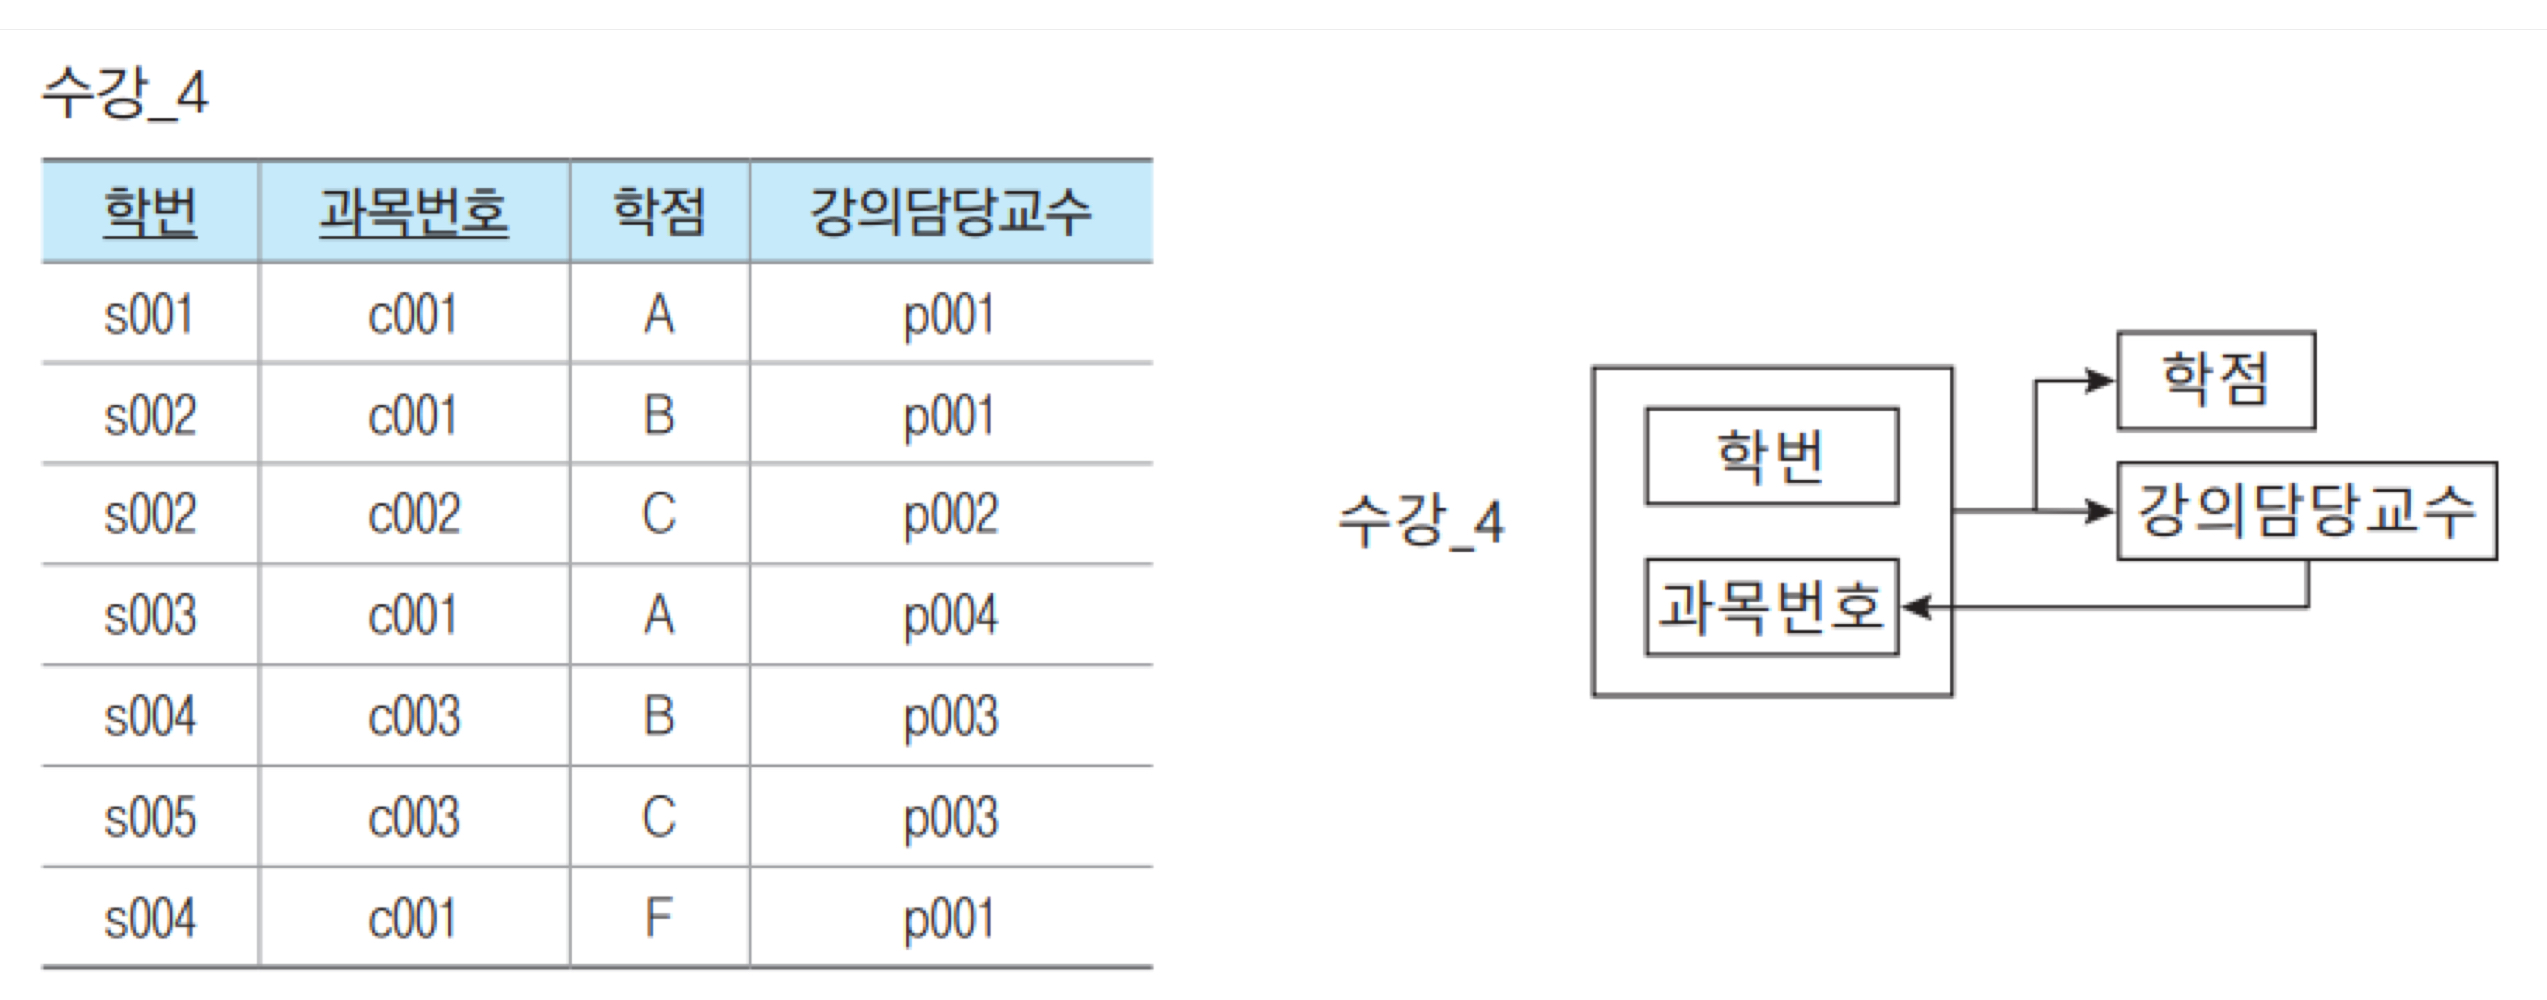 수강_4
학번 과목번호 학점 강의담당교수
s001 c001 A p001
s002 c001 B p001
s002 c002 C p002
s003 c001 A p004
s004 c003 B p003
s005 c003 C p003
s004 c001 F p001
수강_4
학번
과목번호
학점
강의담당교수